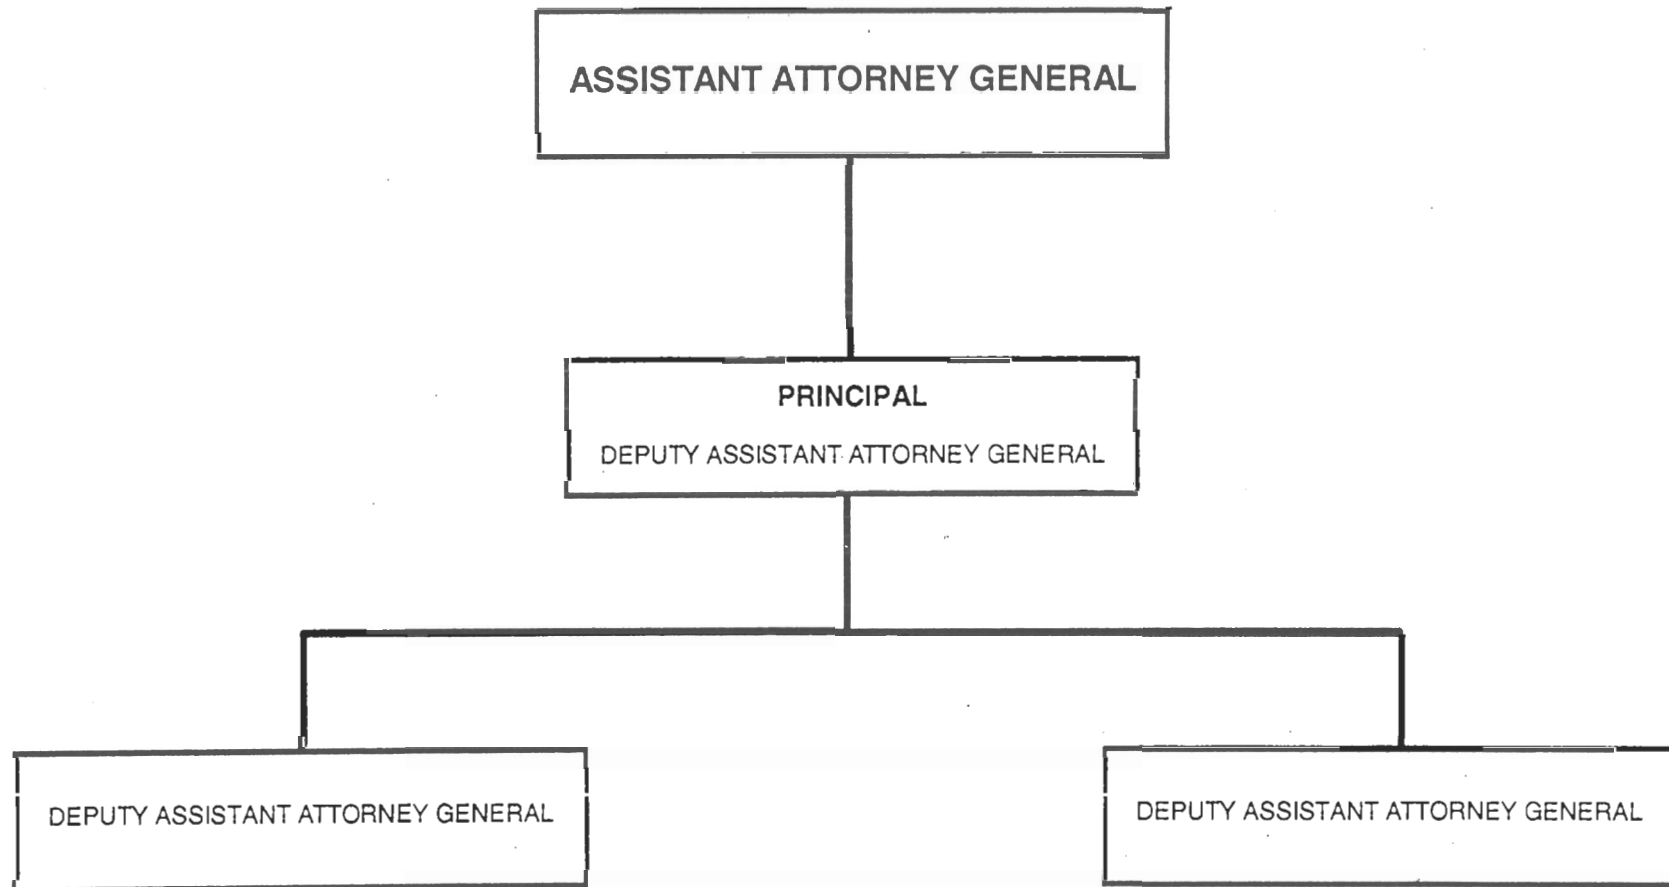 ASSISTANT ATTORNEY GENERAL
PRINCIPAL
DEPUTY ASSISTANT ATTORNEY GENERAL
DEPUTY ASSISTANT ATTORNEY GENERAL
DEPUTY ASSISTANT ATTORNEY GENERAL